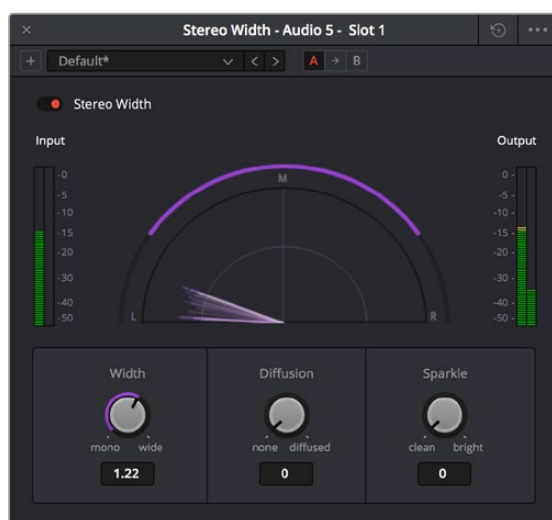 Stereo Width - Audio 5 - Slot 1
Default*
A B
Stereo Width
Input
Output
-0
-5
-10
-15
-20
-30
-40
-50
M
L
R
0 -
-5 -
-10 -
-15 -
-20 -
-30 -
-40 -
-50 -
Width
Diffusion
Sparkle
mono wide
none diffused
clean bright
1.22
0
0